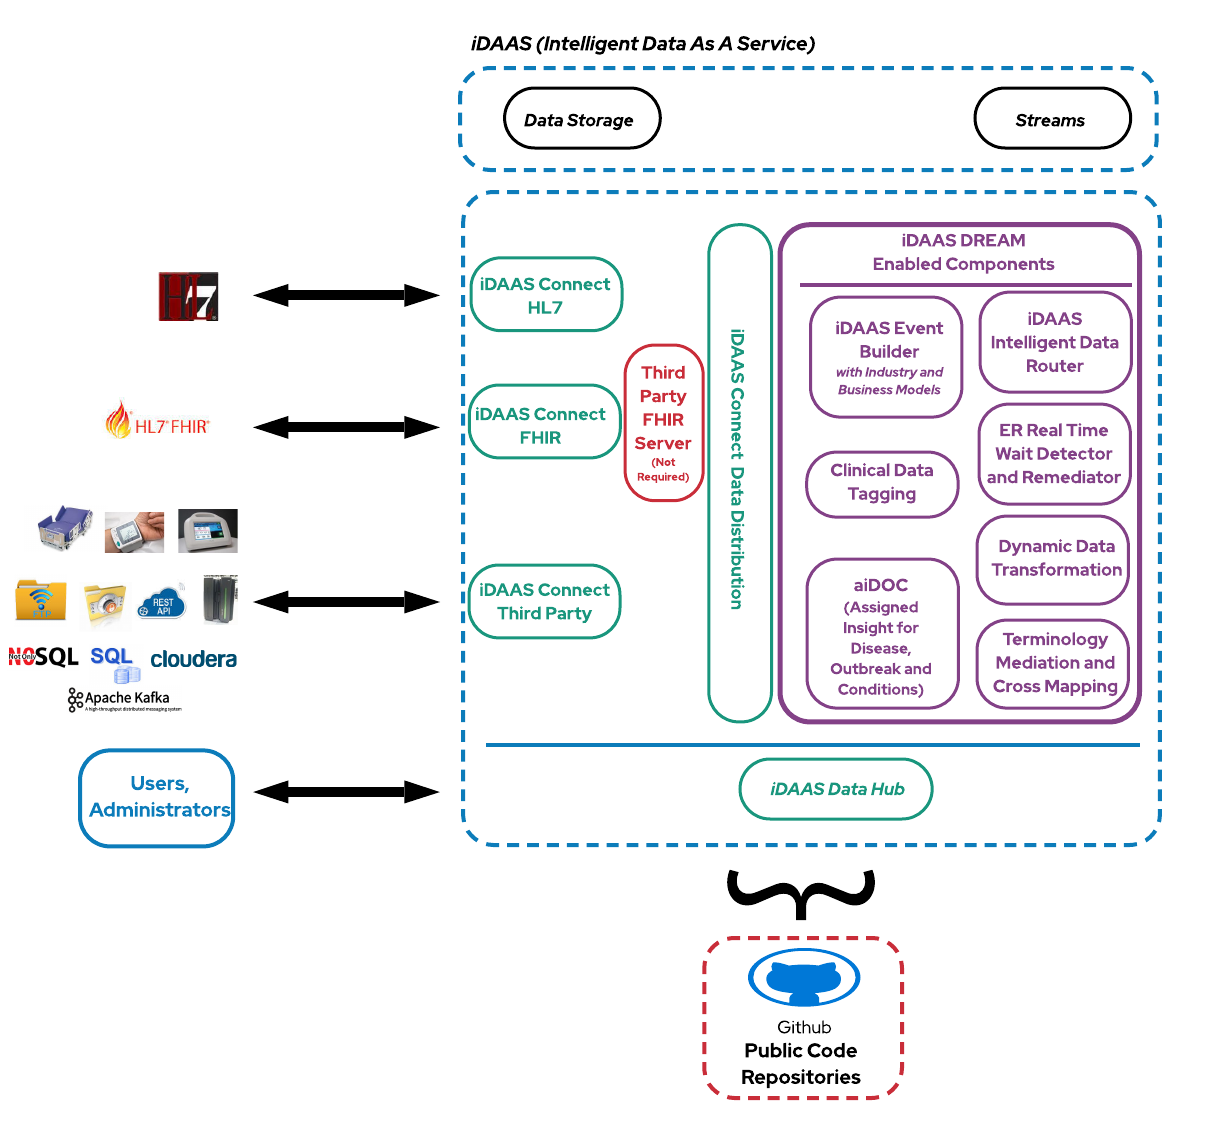 iDAAS (Intelligent Data As A Service)
Data Storage
Streams
HL7
iDAAS Connect
HL7
HL7® FHIR®
iDAAS Connect
FHIR
Third
Party
FHIR
Server
(Not
Required)
iDAAS Connect Data Distribution
iDAAS DREAM
Enabled Components
iDAAS Event
Builder
with Industry and
Business Models
iDAAS
Intelligent Data
Router
Clinical Data
Tagging
ER Real Time
Wait Detector
and Remediator
Dynamic Data
Transformation
aiDOC
(Assigned
Insight for
Disease,
Outbreak and
Conditions)
Terminology
Mediation and
Cross Mapping
FTP
REST
API
iDAAS Connect
Third Party
Not Only
NOSQL
SQL
cloudera
Apache Kafka
A high-throughput distributed messaging system
Users,
Administrators
iDAAS Data Hub
Github
Public Code
Repositories